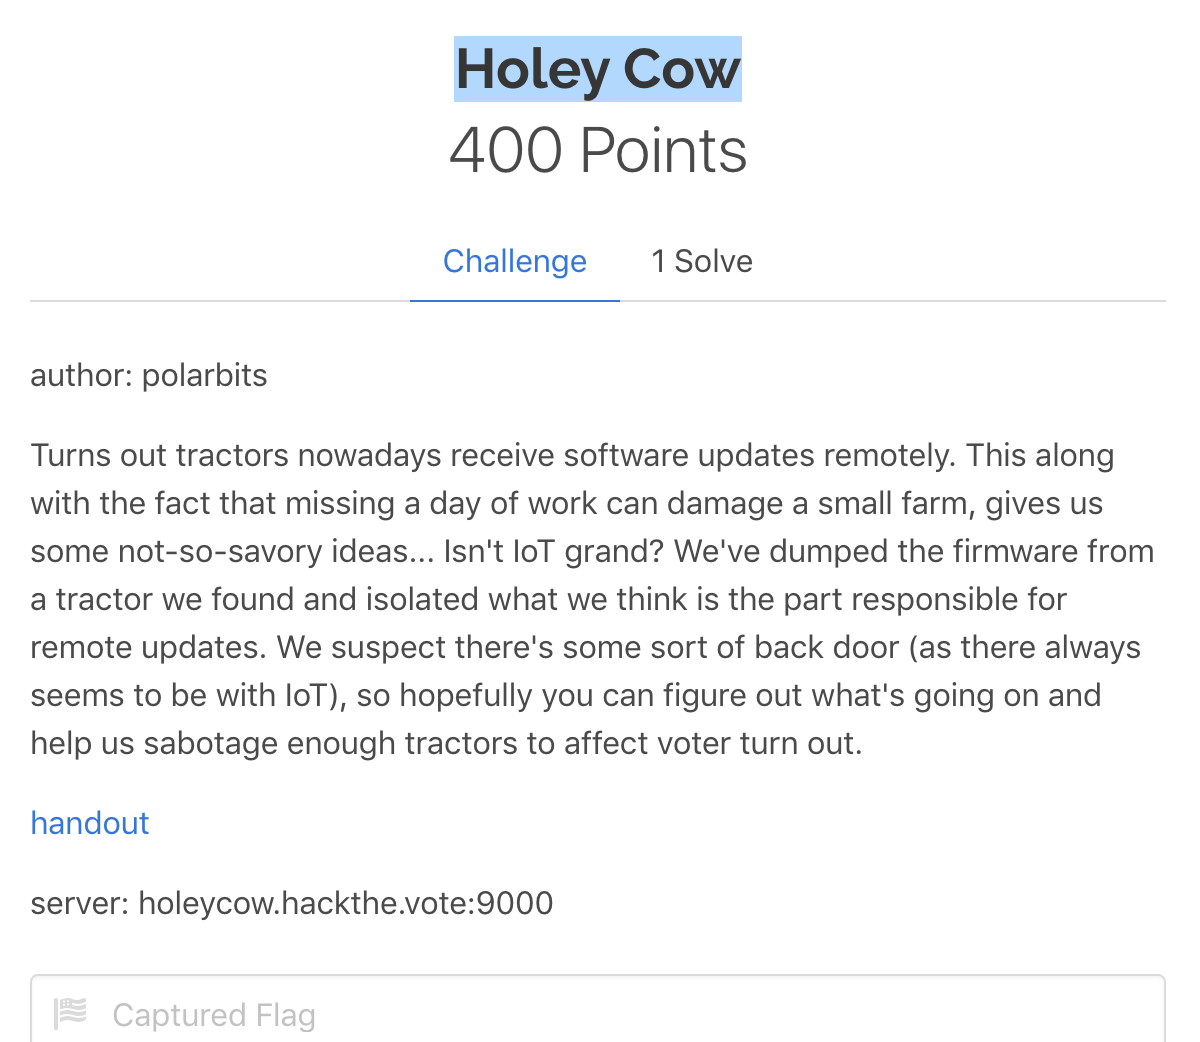 Holey Cow
400 Points
Challenge
1 Solve
author: polarbits
Turns out tractors nowadays receive software updates remotely. This along
with the fact that missing a day of work can damage a small farm, gives us
some not-so-savory ideas... Isn't IoT grand? We've dumped the firmware from
a tractor we found and isolated what we think is the part responsible for
remote updates. We suspect there's some sort of back door (as there always
seems to be with IoT), so hopefully you can figure out what's going on and
help us sabotage enough tractors to affect voter turn out.
handout
server: holeycow.hackthe.vote:9000
Captured Flag